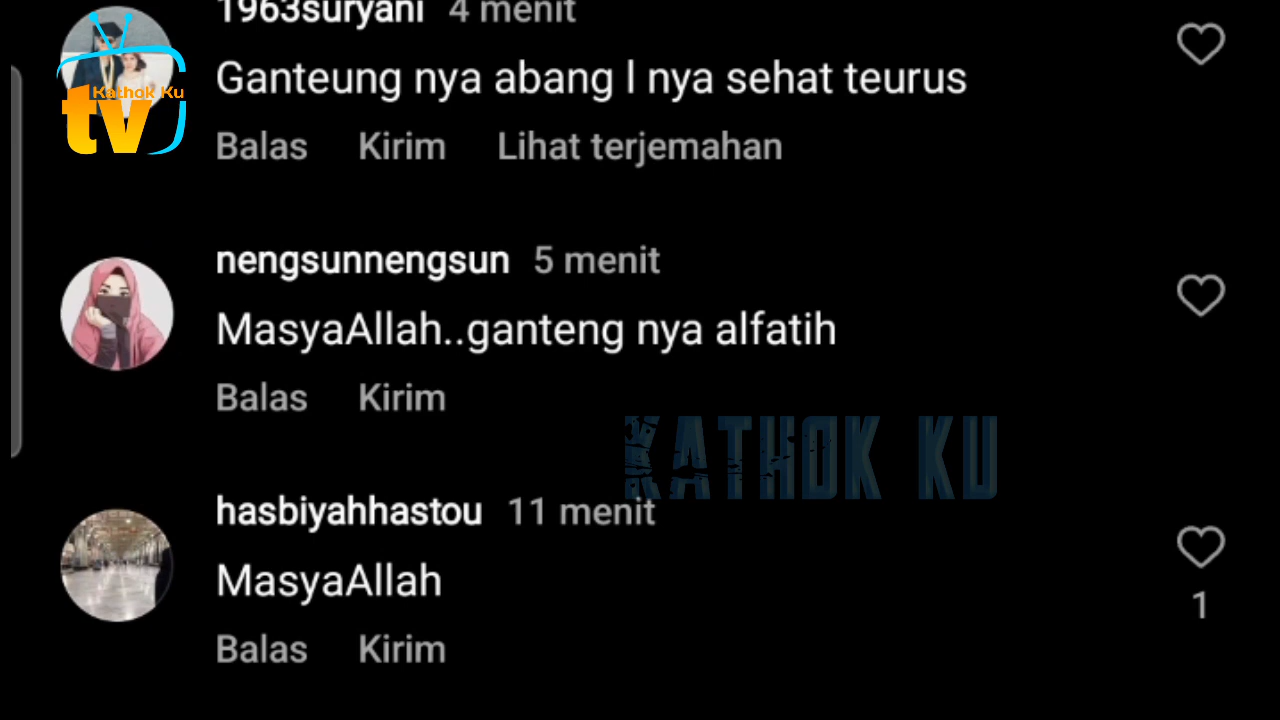 1963suryani 4 menit
Ganteung nya abang l nya sehat teurus
Balas Kirim Lihat terjemahan
Kathok Ku
tv
nengsunnengsun 5 menit
MasyaAllah..ganteng nya alfatih
Balas Kirim
KATHOK KU
hasbiyahhastou 11 menit
MasyaAllah
1
Balas Kirim